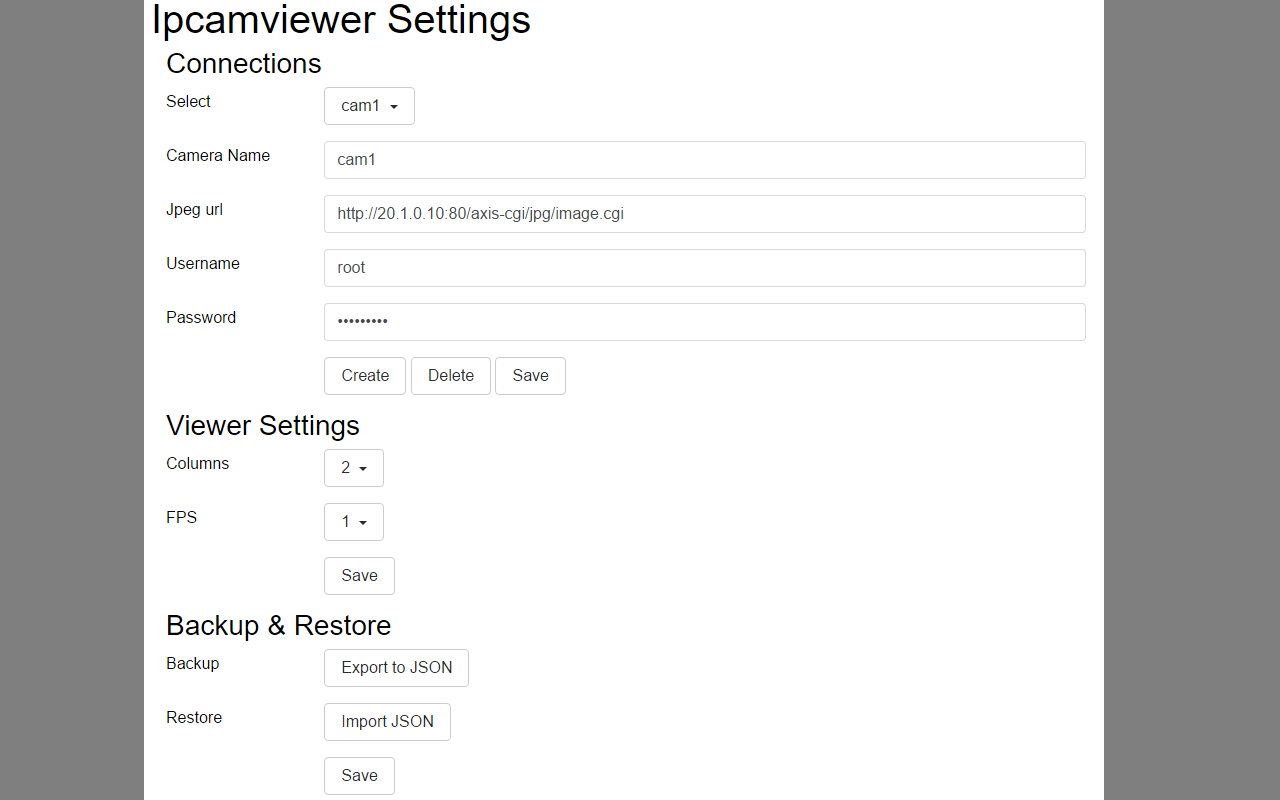 Ipcamviewer Settings
Connections
Select cam1
Camera Name cam1
Jpeg url http://20.1.0.10:80/axis-cgi/jpg/image.cgi
Username root
Password •••••••••
Create Delete Save
Viewer Settings
Columns 2
FPS 1
Save
Backup & Restore
Backup Export to JSON
Restore Import JSON
Save